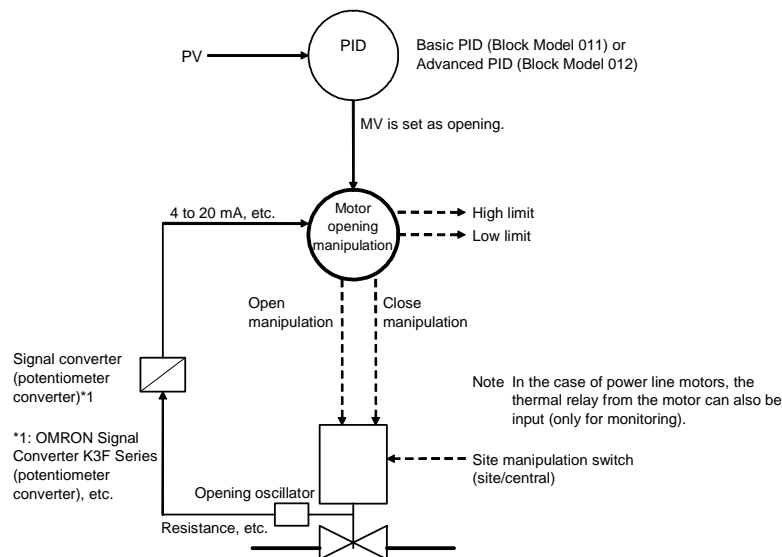 PID
PV
Basic PID (Block Model 011) or
Advanced PID (Block Model 012)
MV is set as opening.
4 to 20 mA, etc.
Motor
opening
manipulation
High limit
Low limit
Open
manipulation
Close
manipulation
Signal converter
(potentiometer
converter)*1
Note In the case of power line motors, the
thermal relay from the motor can also be
input (only for monitoring).
*1: OMRON Signal
Converter K3F Series
(potentiometer
converter), etc.
Site manipulation switch
(site/central)
Opening oscillator
Resistance, etc.